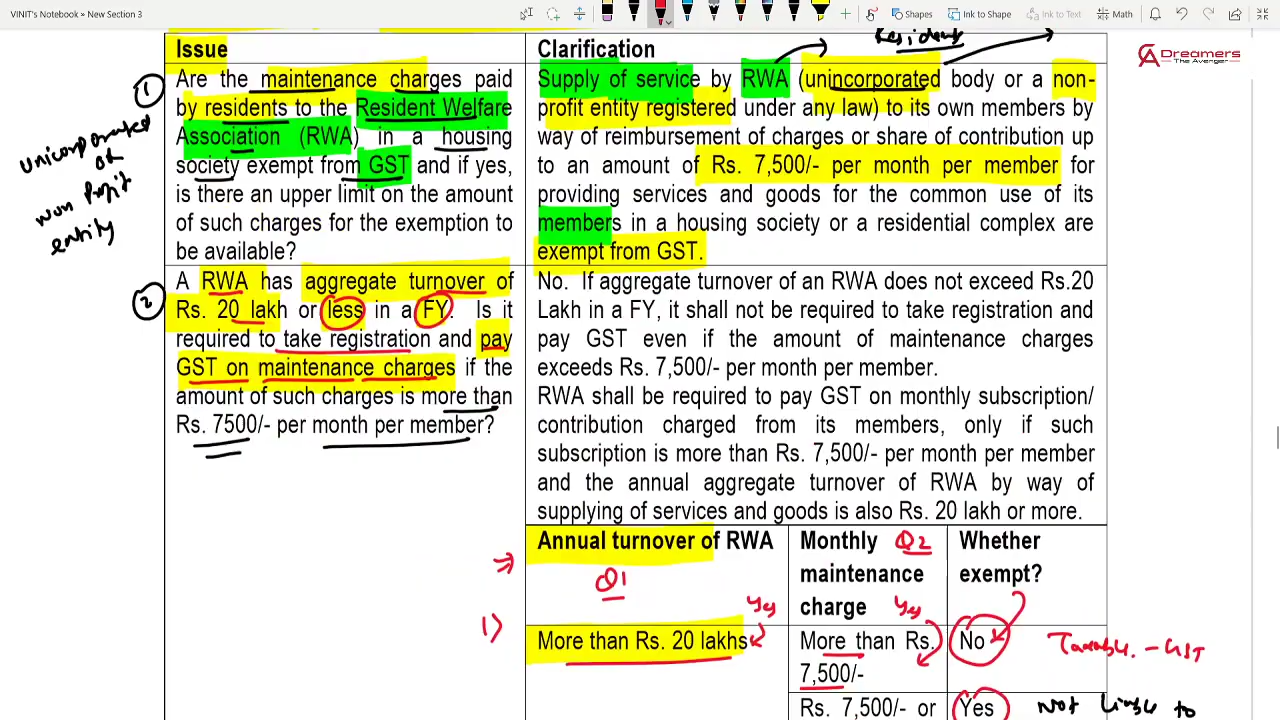 VINIT's Notebook » New Section 3
Shapes
Ink to Shape
Ink to Text
Math
Resident
Dreamers
The Avenger
CA
Issue
Clarification
1
Are the maintenance charges paid
by residents to the Resident Welfare
Association (RWA) in a housing
society exempt from GST and if yes,
is there an upper limit on the amount
of such charges for the exemption to
be available?
unicorporated
or
non Profit
entity
Supply of service by RWA (unincorporated body or a non-
profit entity registered under any law) to its own members by
way of reimbursement of charges or share of contribution up
to an amount of Rs. 7,500/- per month per member for
providing services and goods for the common use of its
members in a housing society or a residential complex are
exempt from GST.
2
A RWA has aggregate turnover of
Rs. 20 lakh or less in a FY. Is it
required to take registration and pay
GST on maintenance charges if the
amount of such charges is more than
Rs. 7500/- per month per member?
No. If aggregate turnover of an RWA does not exceed Rs.20
Lakh in a FY, it shall not be required to take registration and
pay GST even if the amount of maintenance charges
exceeds Rs. 7,500/- per month per member.
RWA shall be required to pay GST on monthly subscription/
contribution charged from its members, only if such
subscription is more than Rs. 7,500/- per month per member
and the annual aggregate turnover of RWA by way of
supplying of services and goods is also Rs. 20 lakh or more.
Annual turnover of RWA
Q1
yes
Monthly Q2
maintenance
charge yes
Whether
exempt?
1)
More than Rs. 20 lakhs
More than Rs.
7,500/-
No
Taxable. - GST
Rs. 7,500/- or
Yes
Not liable to